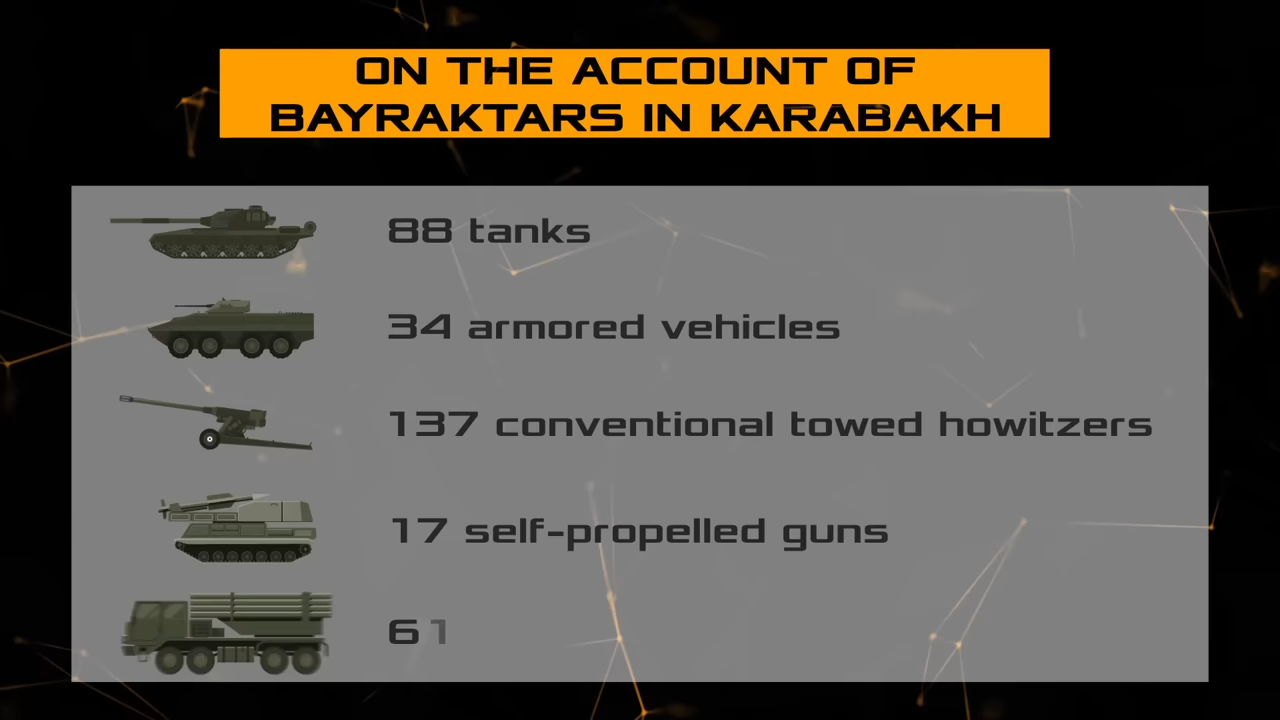 ON THE ACCOUNT OF
BAYRAKTARS IN KARABAKH
88 tanks
34 armored vehicles
137 conventional towed howitzers
17 self-propelled guns
61